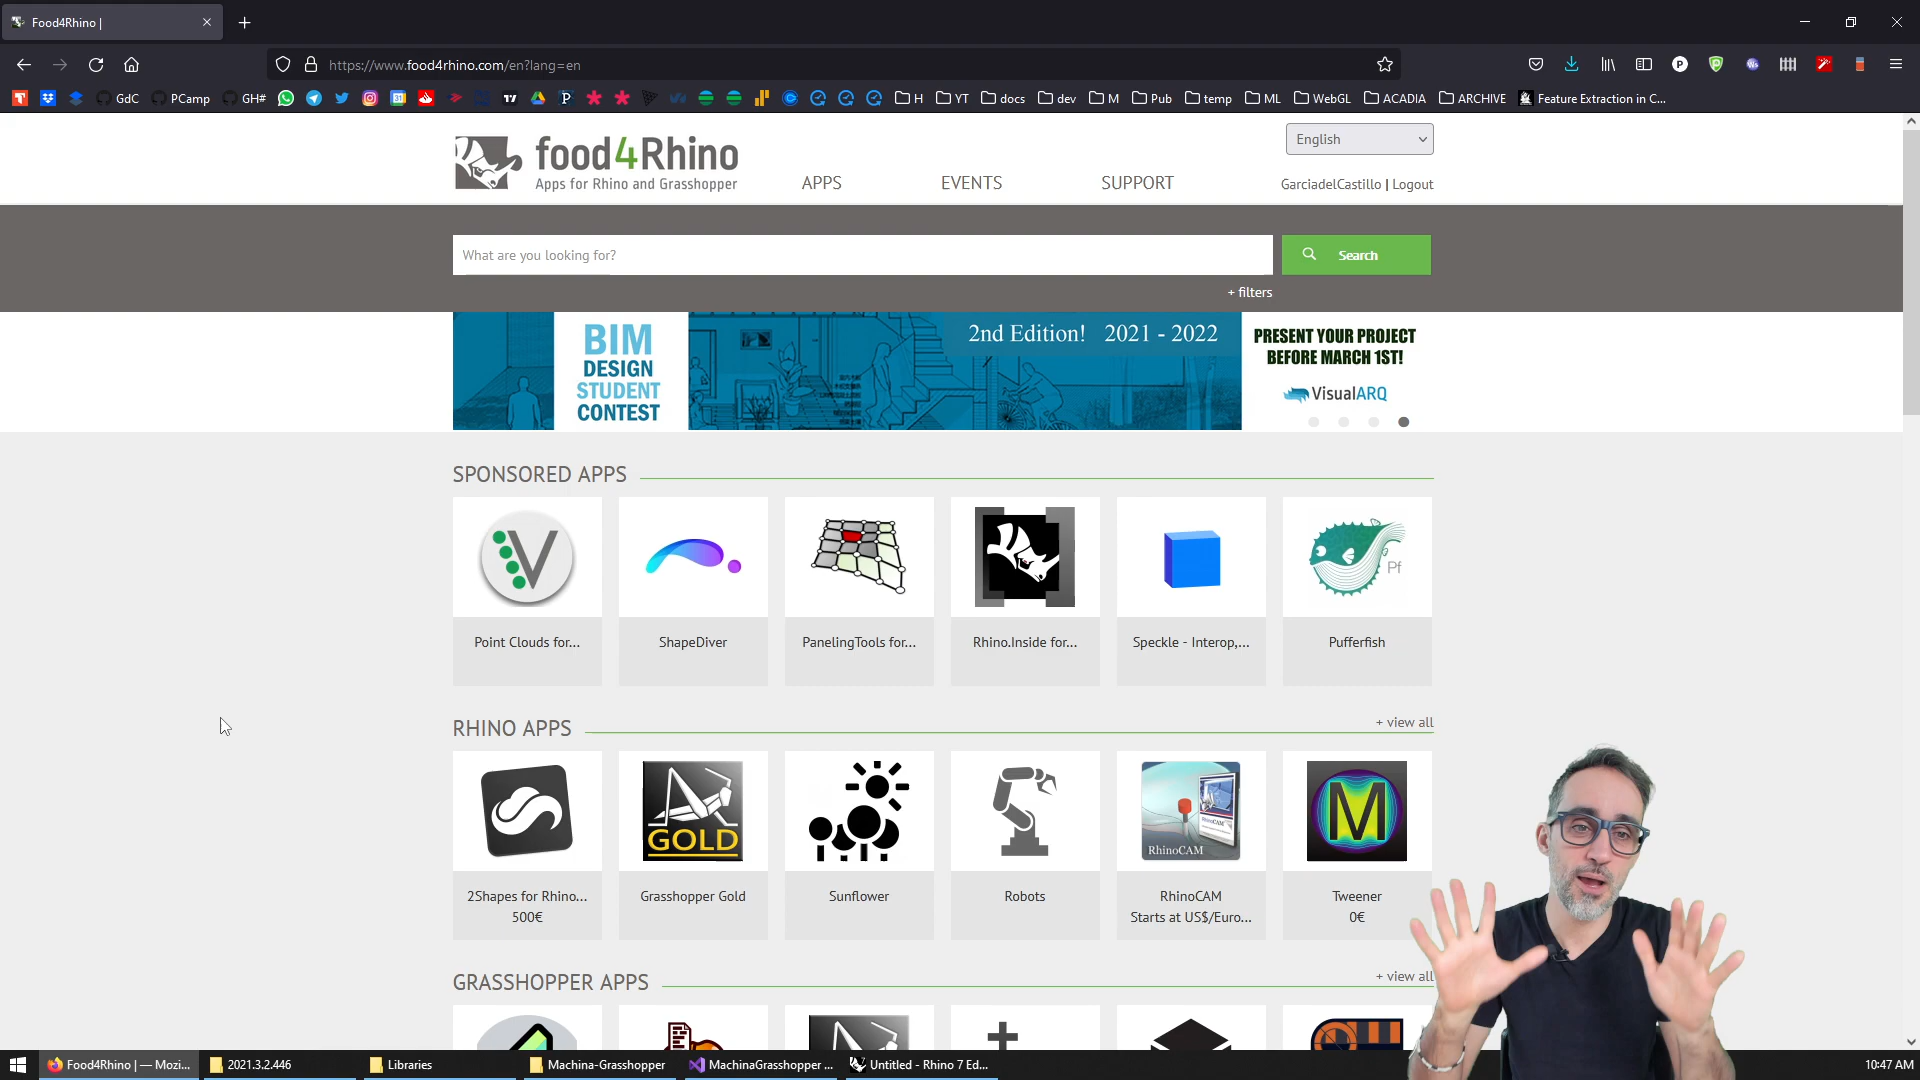 Food4Rhino |
https://www.food4rhino.com/en?lang=en
GdC
PCamp
GH#
H
YT
docs
dev
M
Pub
temp
ML
WebGL
ACADIA
ARCHIVE
Feature Extraction in C...
food4Rhino
Apps for Rhino and Grasshopper
APPS
EVENTS
SUPPORT
English
GarciadelCastillo | Logout
What are you looking for?
Search
+ filters
BIM
DESIGN
STUDENT
CONTEST
2nd Edition! 2021 - 2022
PRESENT YOUR PROJECT
BEFORE MARCH 1ST!
VisualARQ
SPONSORED APPS
V
Pf
Point Clouds for...
ShapeDiver
PanelingTools for...
Rhino.Inside for...
Speckle - Interop,...
Pufferfish
RHINO APPS
+ view all
GOLD
RhinoCAM
M
2Shapes for Rhino...
500€
Grasshopper Gold
Sunflower
Robots
RhinoCAM
Starts at US$/Euro...
Tweener
0€
GRASSHOPPER APPS
+ view all
Food4Rhino | — Mozi...
2021.3.2.446
Libraries
Machina-Grasshopper
MachinaGrasshopper ...
Untitled - Rhino 7 Ed...
10:47 AM